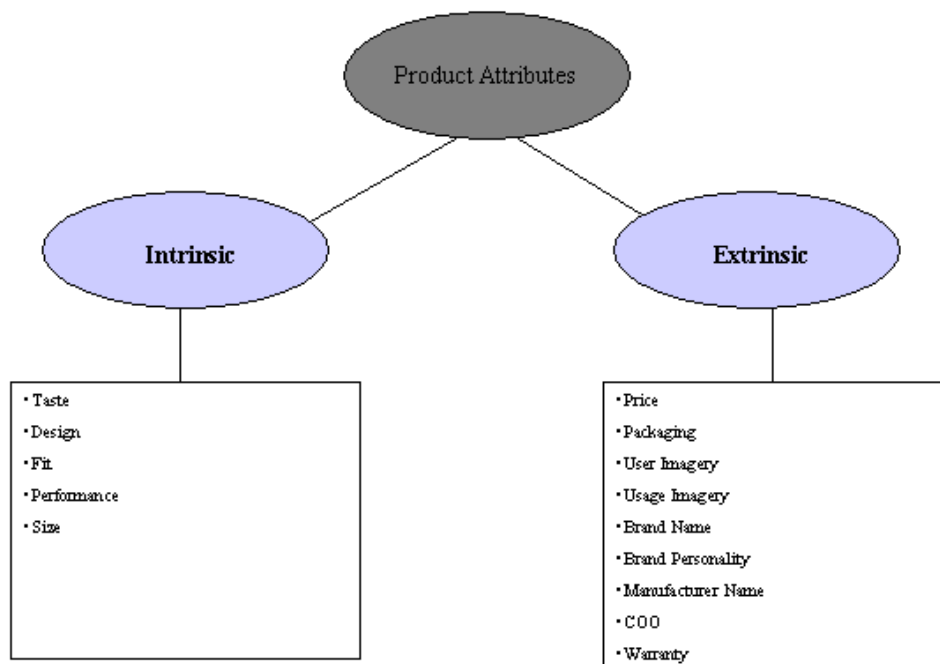 Product Attributes
Intrinsic
Extrinsic
•Taste
•Design
•Fit
•Performance
•Size
•Price
•Packaging
•User Imagery
•Usage Imagery
•Brand Name
•Brand Personality
•Manufacturer Name
•COO
•Warranty